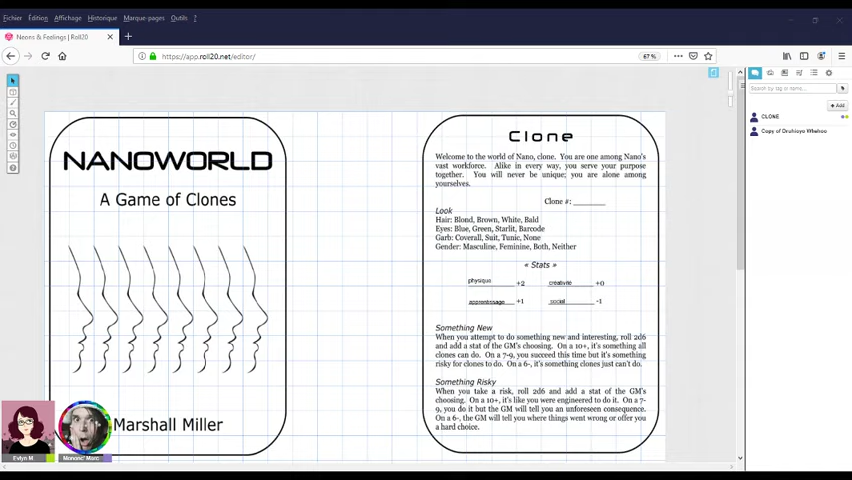 Fichier Édition Affichage Historique Marque-pages Outils ?
Neons & Feelings | Roll20
https://app.roll20.net/editor/
67 %
NANOWORLD
A Game of Clones
Marshall Miller
Evlyn M
Mononc' Marc
Clone
Welcome to the world of Nano, clone. You are one among Nano's
vast workforce. Alike in every way, you serve your purpose
together. You will never be unique; you are alone among
yourselves.
Clone #: ________
Look
Hair: Blond, Brown, White, Bald
Eyes: Blue, Green, Starlit, Barcode
Garb: Coverall, Suit, Tunic, None
Gender: Masculine, Feminine, Both, Neither
« Stats »
physique +2 créativité +0
apprentissage +1 social -1
Something New
When you attempt to do something new and interesting, roll 2d6
and add a stat of the GM's choosing. On a 10+, it's something all
clones can do. On a 7-9, you succeed this time but it's something
risky for clones to do. On a 6-, it's something clones just can't do.
Something Risky
When you take a risk, roll 2d6 and add a stat of the GM's
choosing. On a 10+, it's like you were engineered to do it. On a 7-
9, you do it but the GM will tell you an unforeseen consequence.
On a 6-, the GM will tell you where things went wrong or offer you
a hard choice.
Search by tag or name...
+ Add
CLONE